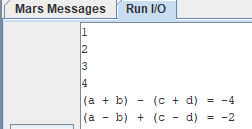 Mars Messages Run I/O
1
2
3
4
(a + b) - (c + d) = -4
(a - b) + (c - d) = -2